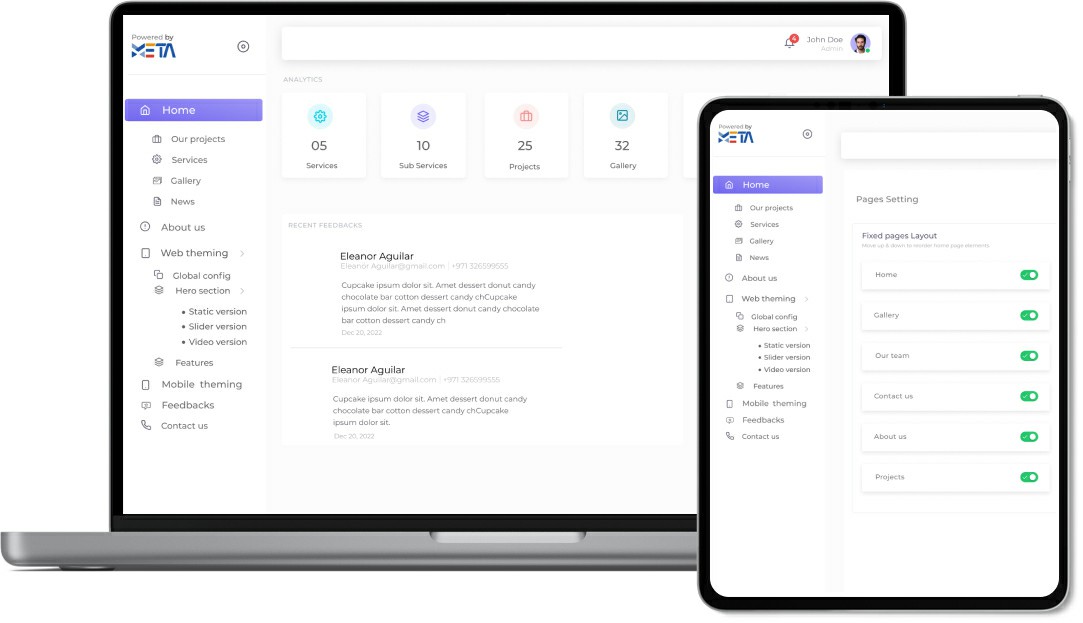 Powered by
META
4
John Doe
Admin
ANALYTICS
Home
Our projects
Services
Gallery
News
About us
Web theming
Global config
Hero section
• Static version
• Slider version
• Video version
Features
Mobile theming
Feedbacks
Contact us
05
Services
10
Sub Services
25
Projects
32
Gallery
RECENT FEEDBACKS
Eleanor Aguilar
Eleanor Aguilar@gmail.com | +971 326599555
Cupcake ipsum dolor sit. Amet dessert donut candy
chocolate bar cotton dessert candy chCupcake
ipsum dolor sit. Amet dessert donut candy chocolate
bar cotton dessert candy ch
Dec 20, 2022
Eleanor Aguilar
Eleanor Aguilar@gmail.com | +971 326599555
Cupcake ipsum dolor sit. Amet dessert donut candy
chocolate bar cotton dessert candy chCupcake
ipsum dolor sit.
Dec 20, 2022
Powered by
META
Home
Our projects
Services
Gallery
News
About us
Web theming
Global config
Hero section
• Static version
• Slider version
• Video version
Features
Mobile theming
Feedbacks
Contact us
Pages Setting
Fixed pages Layout
Move up & down to reorder home page elements
Home
Gallery
Our team
Contact us
About us
Projects